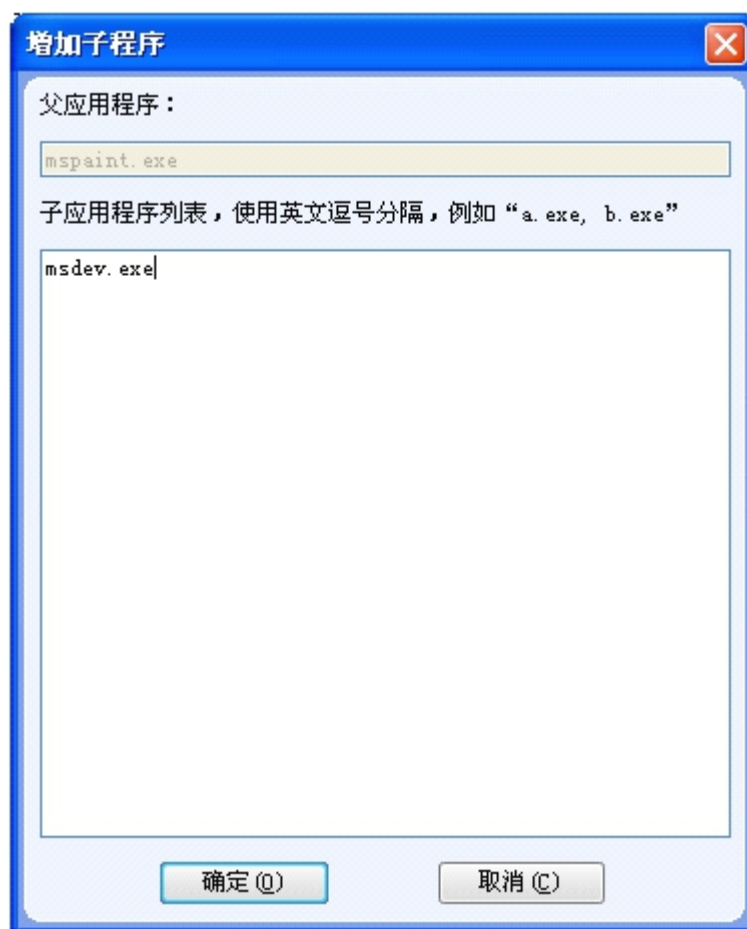 增加子程序
父应用程序：
mspaint.exe
子应用程序列表，使用英文逗号分隔，例如“a.exe, b.exe”
msdev.exe
确定(O) 取消(C)